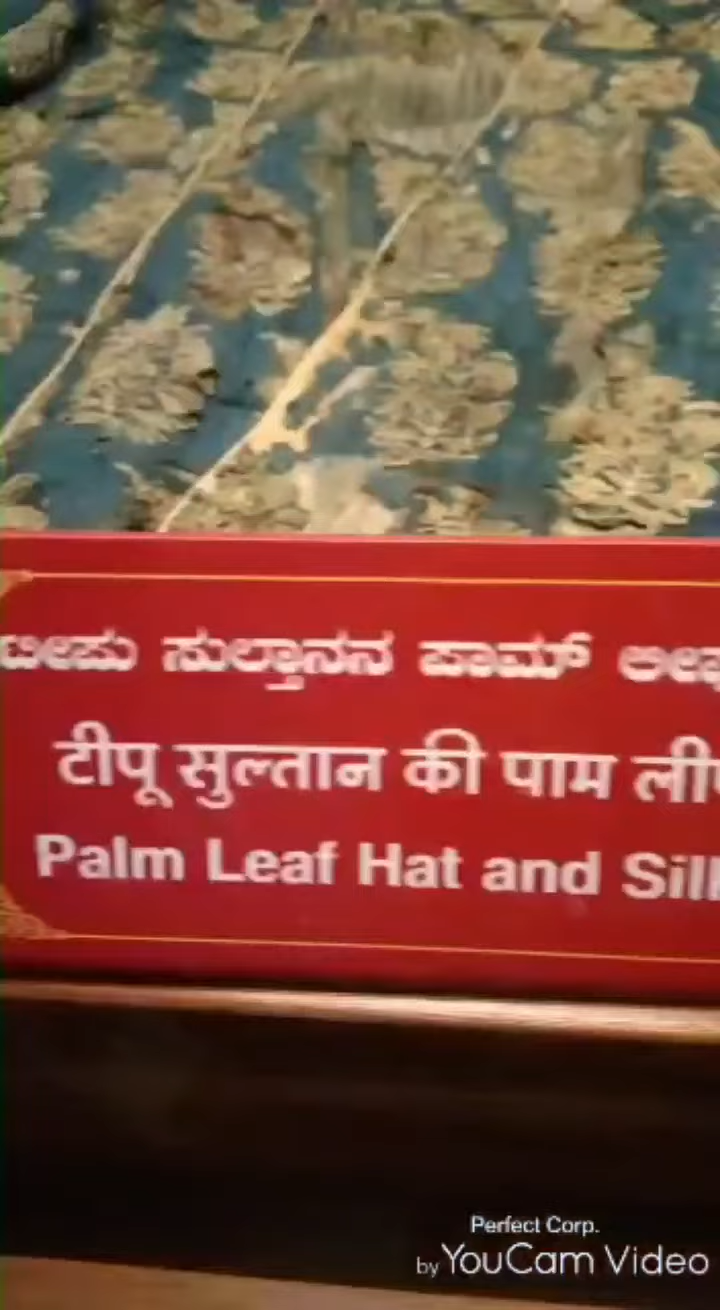 ಟೀಪು ಸುಲ್ತಾನನ ಪಾಮ್
टीपू सुल्तान की पाम
Palm Leaf Hat and
Perfect Corp.
by YouCam Video